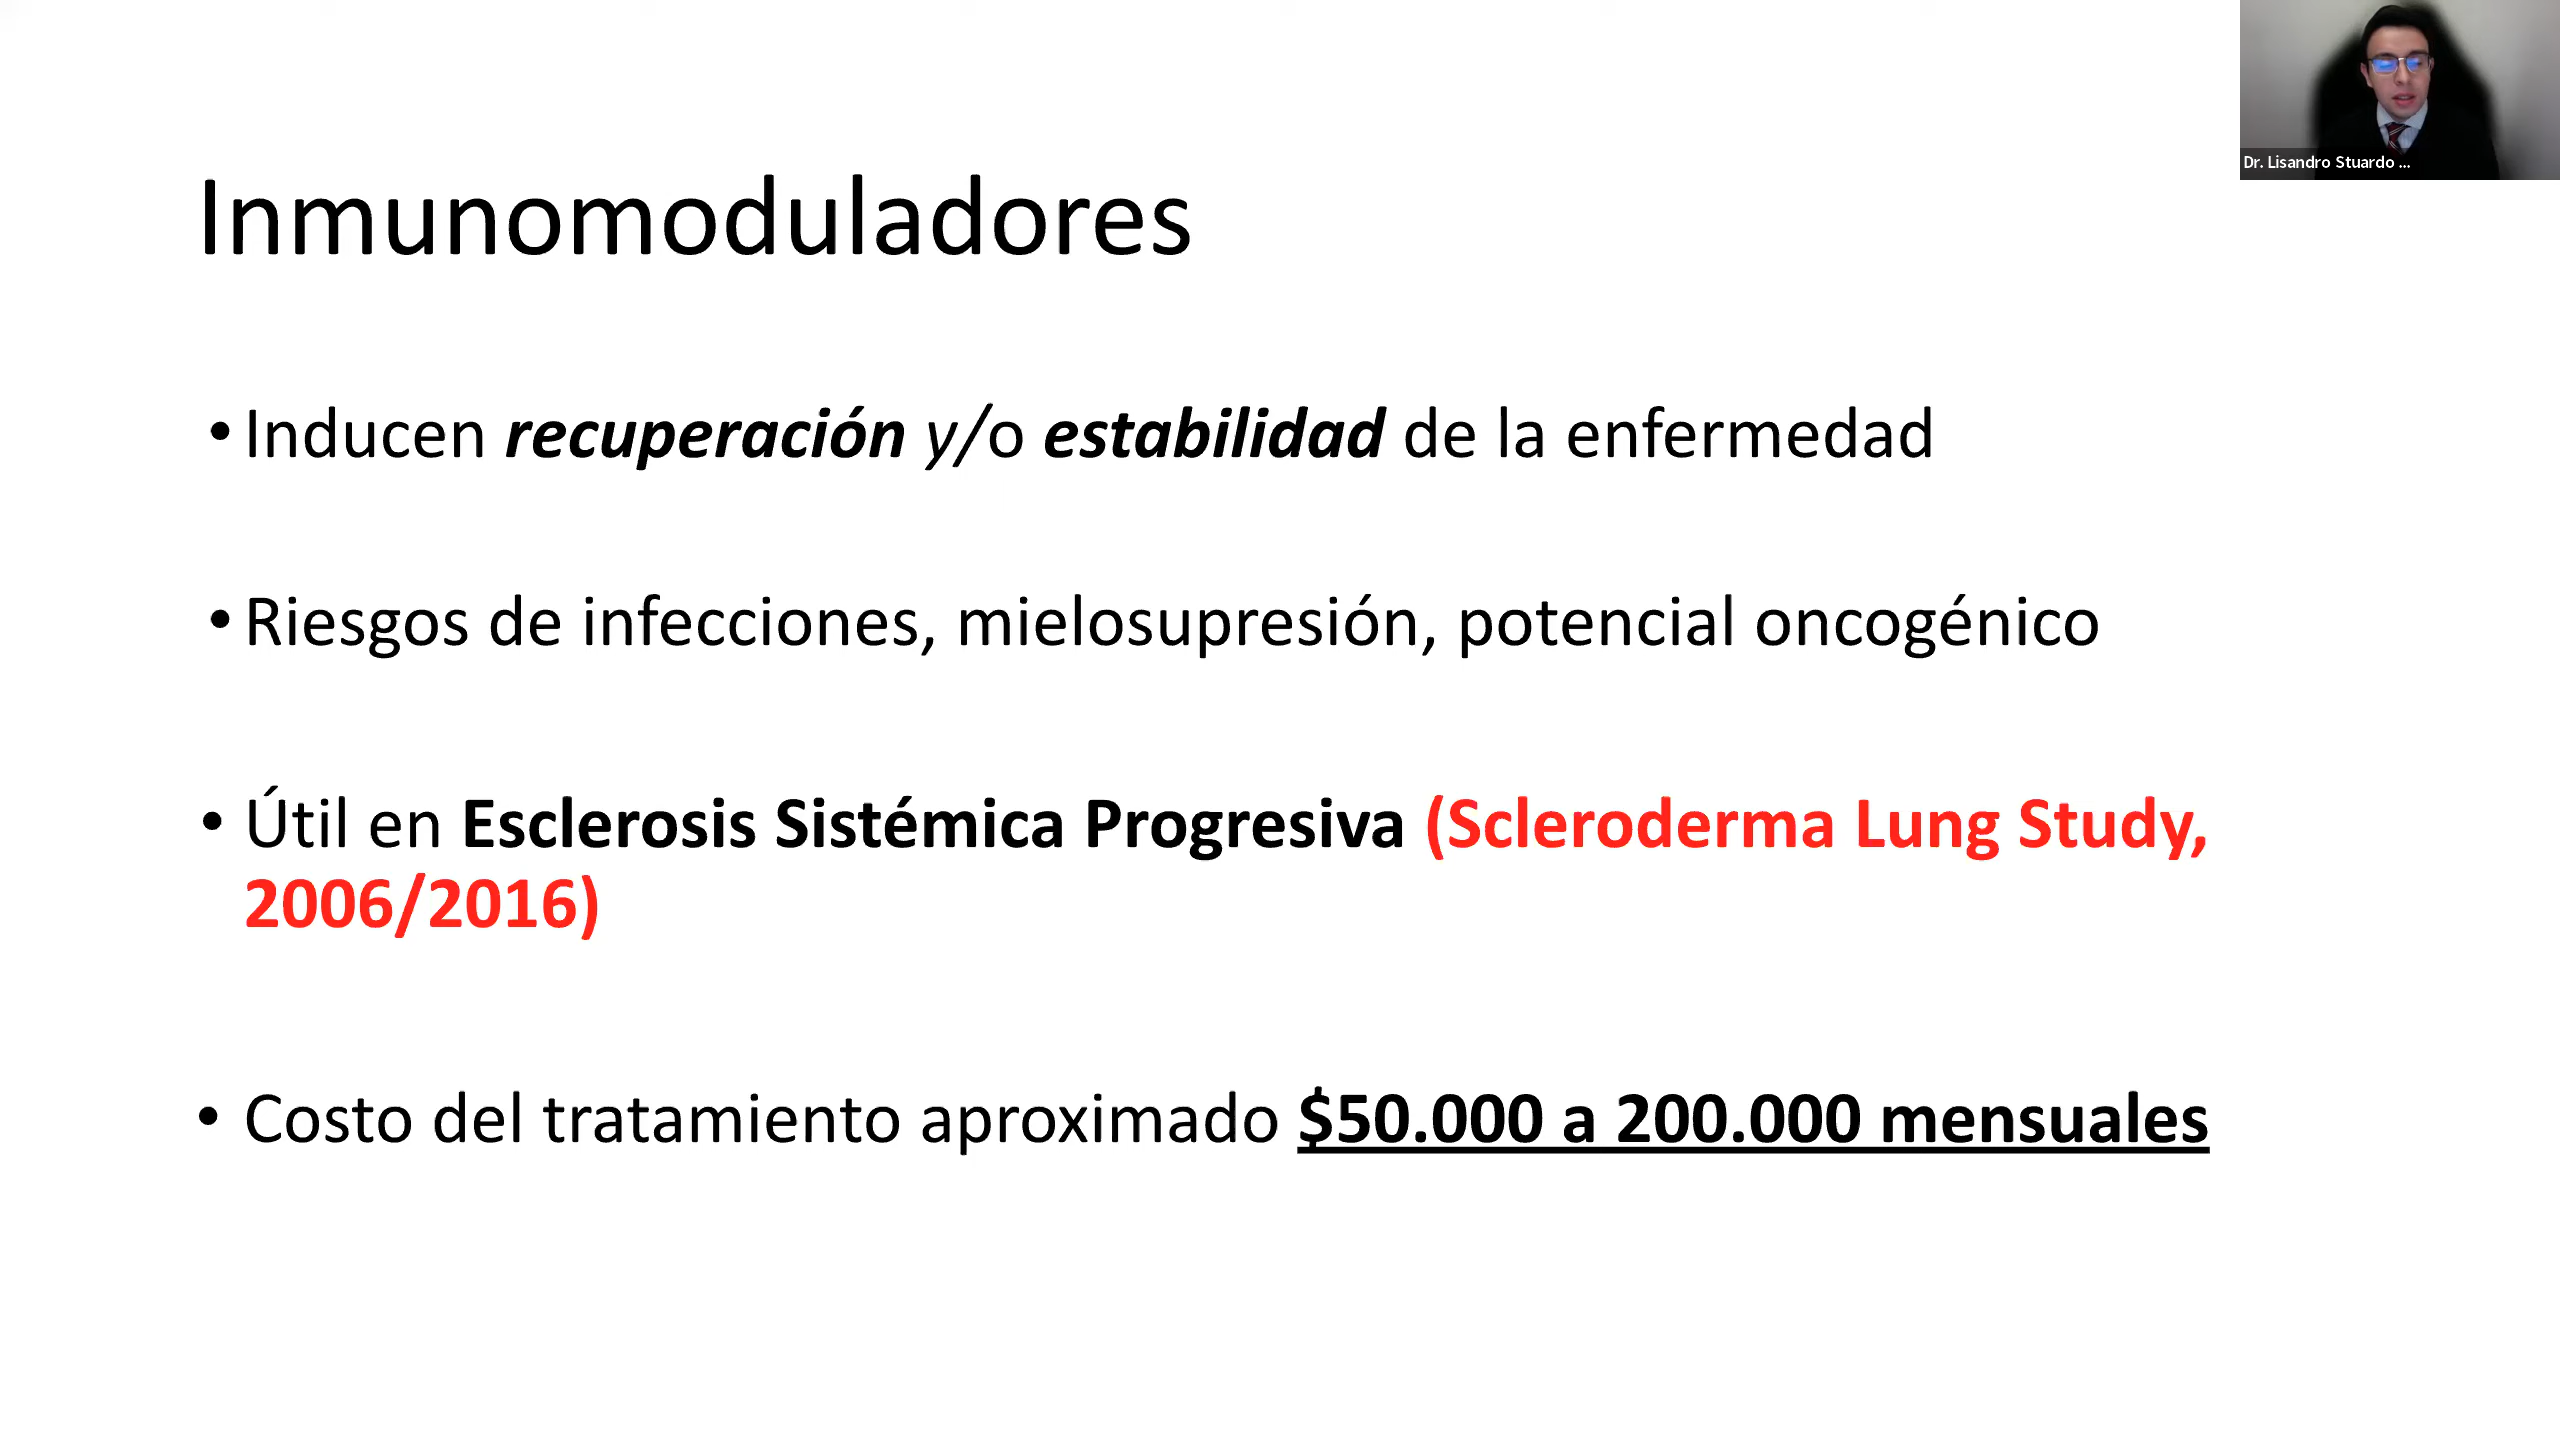 Dr. Lisandro Stuardo ...
Inmunomoduladores
• Inducen recuperación y/o estabilidad de la enfermedad
• Riesgos de infecciones, mielosupresión, potencial oncogénico
• Útil en Esclerosis Sistémica Progresiva (Scleroderma Lung Study,
2006/2016)
• Costo del tratamiento aproximado $50.000 a 200.000 mensuales